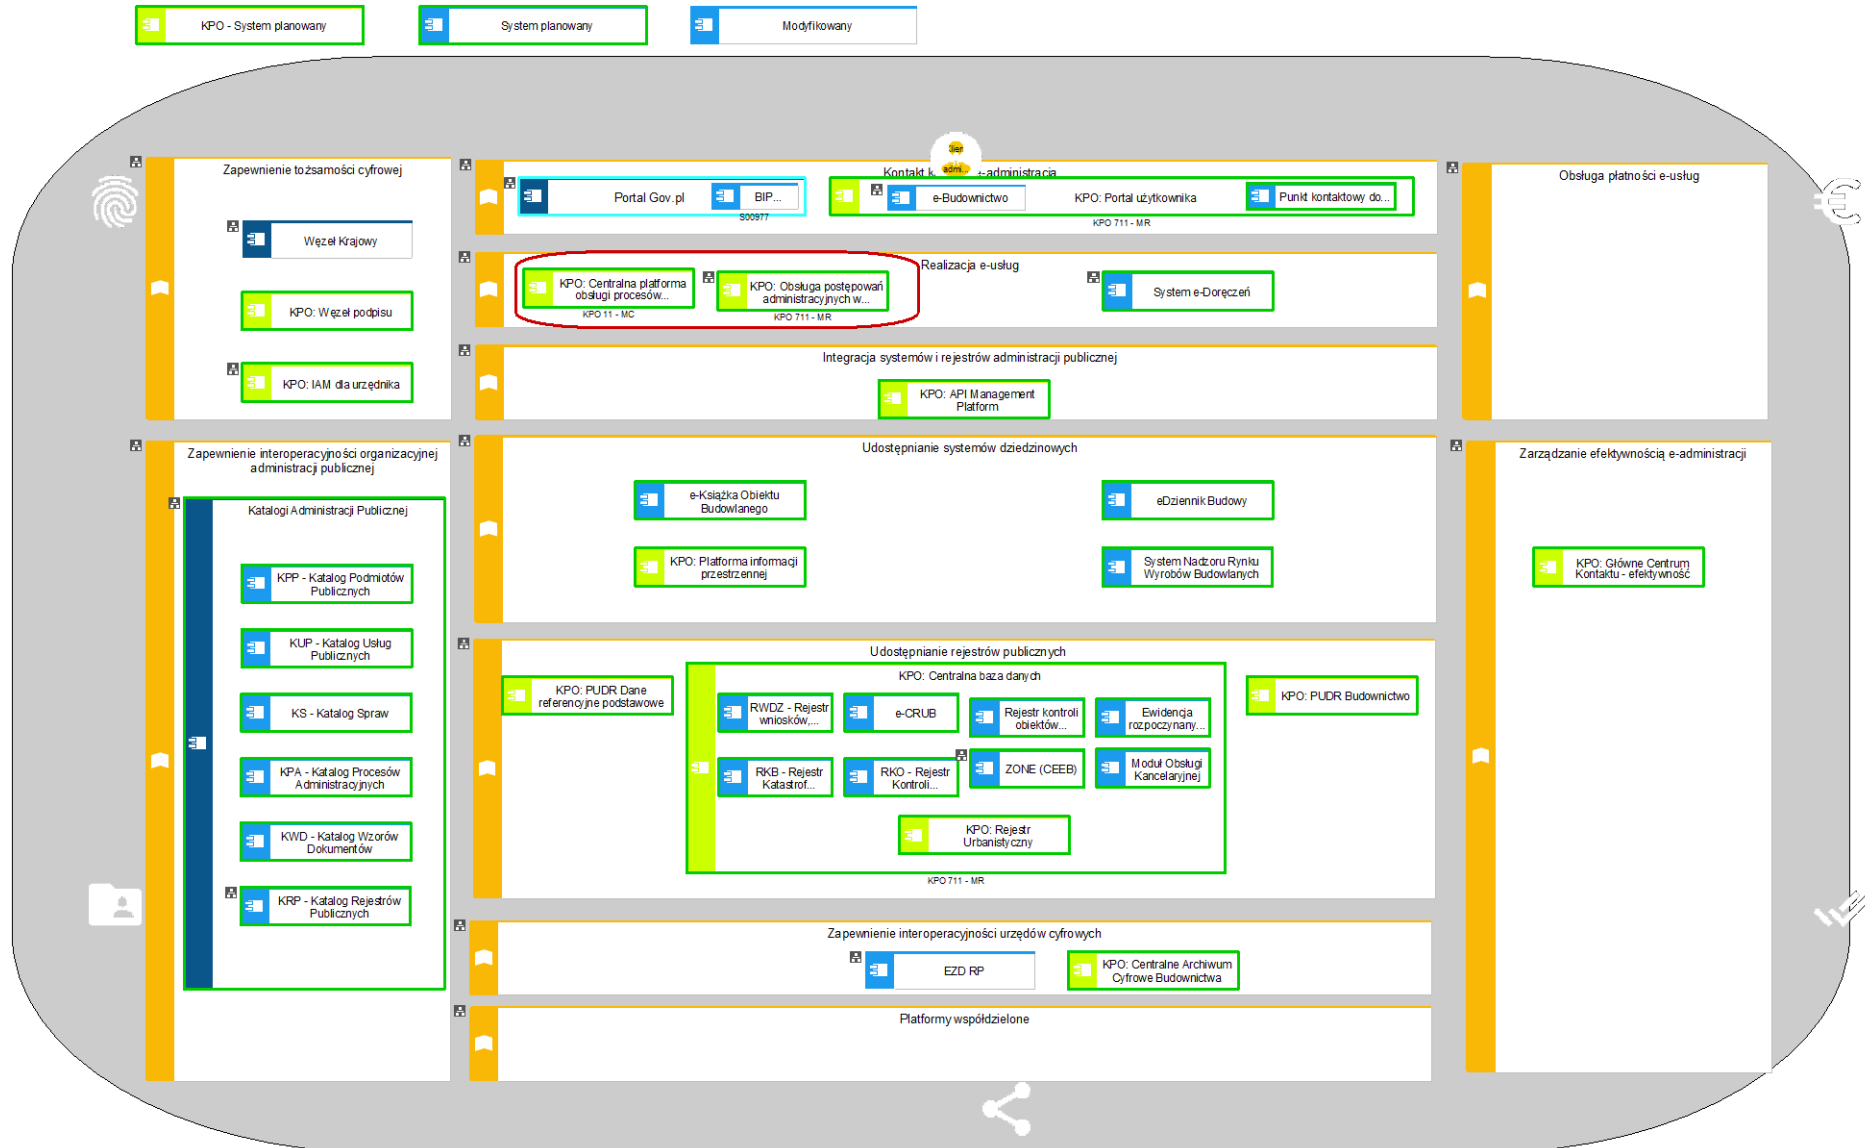 KPO - System planowany
System planowany
Modyfikowany
Zapewnienie tożsamości cyfrowej
Węzeł Krajowy
KPO: Węzeł podpisu
KPO: IAM dla urzędnika
Kontakt k
e-administracją
admi...
Portal Gov.pl
BIP...
S00977
e-Budownictwo
KPO: Portal użytkownika
Punkt kontaktowy do...
KPO 711 - MR
Realizacja e-usług
KPO: Centralna platforma
obsługi procesów...
KPO 11 - MC
KPO: Obsługa postępowań
administracyjnych w...
KPO 711 - MR
System e-Doręczeń
Integracja systemów i rejestrów administracji publicznej
KPO: API Management
Platform
Obsługa płatności e-usług
Zapewnienie interoperacyjności organizacyjnej
administracji publicznej
Katalogi Administracji Publicznej
KPP - Katalog Podmiotów
Publicznych
KUP - Katalog Usług
Publicznych
KS - Katalog Spraw
KPA - Katalog Procesów
Administracyjnych
KWD - Katalog Wzorów
Dokumentów
KRP - Katalog Rejestrów
Publicznych
Udostępnianie systemów dziedzinowych
e-Książka Obiektu
Budowlanego
eDziennik Budowy
KPO: Platforma informacji
przestrzennej
System Nadzoru Rynku
Wyrobów Budowlanych
Zarządzanie efektywnością e-administracji
KPO: Główne Centrum
Kontaktu - efektywność
Udostępnianie rejestrów publicznych
KPO: PUDR Dane
referencyjne podstawowe
KPO: Centralna baza danych
RWDZ - Rejestr
wniosków,...
e-CRUB
Rejestr kontroli
obiektów...
Ewidencja
rozpoczynany...
RKB - Rejestr
Katastrof...
RKO - Rejestr
Kontroli...
ZONE (CEEB)
Moduł Obsługi
Kancelaryjnej
KPO: Rejestr
Urbanistyczny
KPO 711 - MR
KPO: PUDR Budownictwo
Zapewnienie interoperacyjności urzędów cyfrowych
EZD RP
KPO: Centralne Archiwum
Cyfrowe Budownictwa
Platformy współdzielone